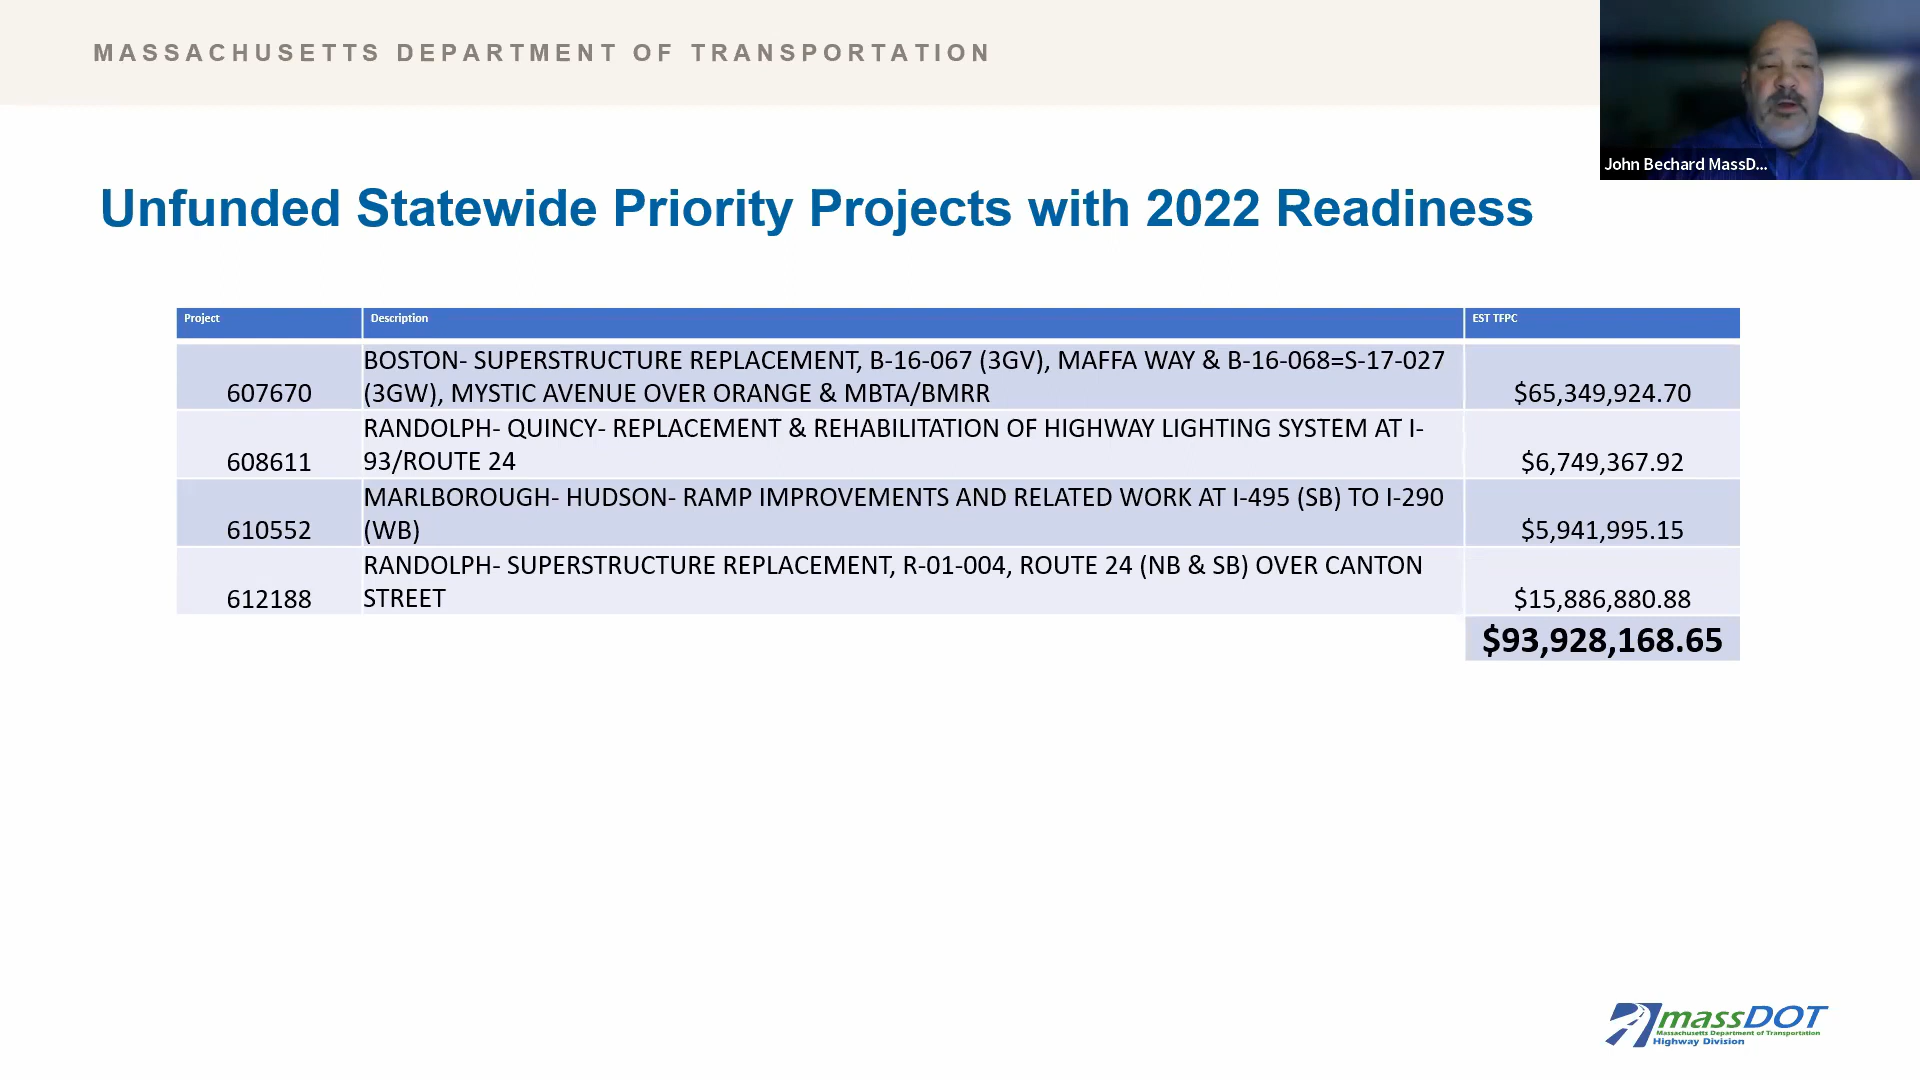 MASSACHUSETTS DEPARTMENT OF TRANSPORTATION
John Bechard MassD...
Unfunded Statewide Priority Projects with 2022 Readiness
Project Description EST TFPC
BOSTON- SUPERSTRUCTURE REPLACEMENT, B-16-067 (3GV), MAFFA WAY & B-16-068=S-17-027
607670 (3GW), MYSTIC AVENUE OVER ORANGE & MBTA/BMRR $65,349,924.70
RANDOLPH- QUINCY- REPLACEMENT & REHABILITATION OF HIGHWAY LIGHTING SYSTEM AT I-
608611 93/ROUTE 24 $6,749,367.92
MARLBOROUGH- HUDSON- RAMP IMPROVEMENTS AND RELATED WORK AT I-495 (SB) TO I-290
610552 (WB) $5,941,995.15
RANDOLPH- SUPERSTRUCTURE REPLACEMENT, R-01-004, ROUTE 24 (NB & SB) OVER CANTON
612188 STREET $15,886,880.88
$93,928,168.65
massDOT
Massachusetts Department of Transportation
Highway Division